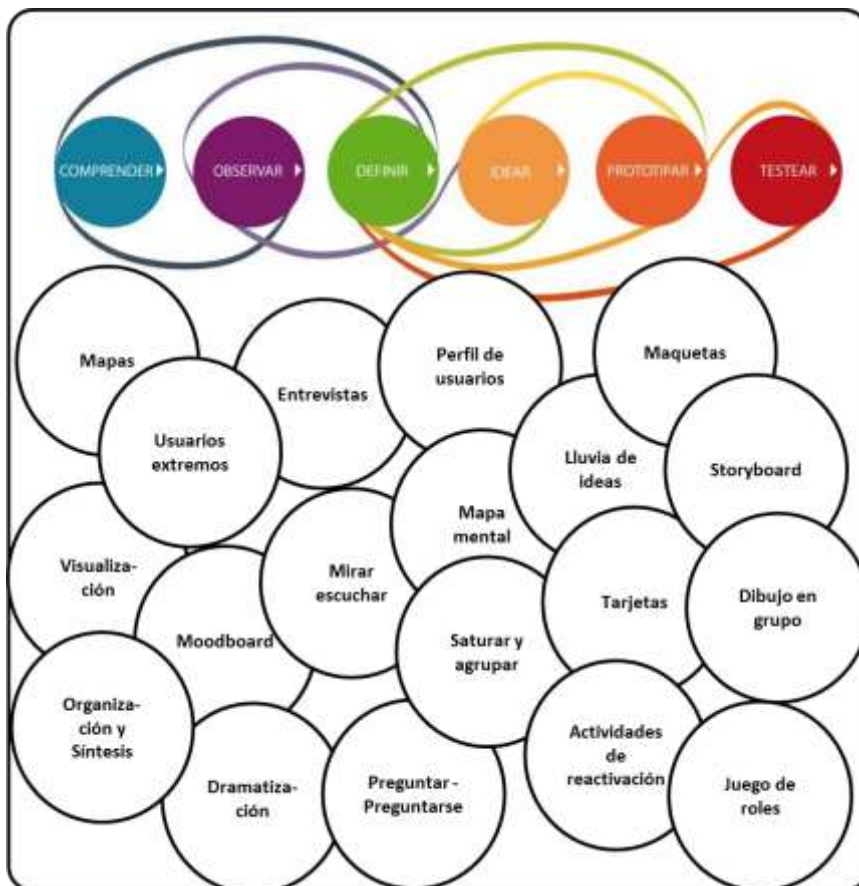 COMPRENDER
OBSERVAR
DEFINIR
IDEAR
PROTOTIPAR
TESTEAR
Mapas
Entrevistas
Perfil de
usuarios
Maquetas
Usuarios
extremos
Lluvia de
ideas
Storyboard
Mapa
mental
Visualiza-
ción
Mirar
escuchar
Tarjetas
Dibujo en
grupo
Moodboard
Saturar y
agrupar
Organiza-
ción y
Síntesis
Actividades
de
reactivación
Dramatiza-
ción
Preguntar -
Preguntarse
Juego de
roles